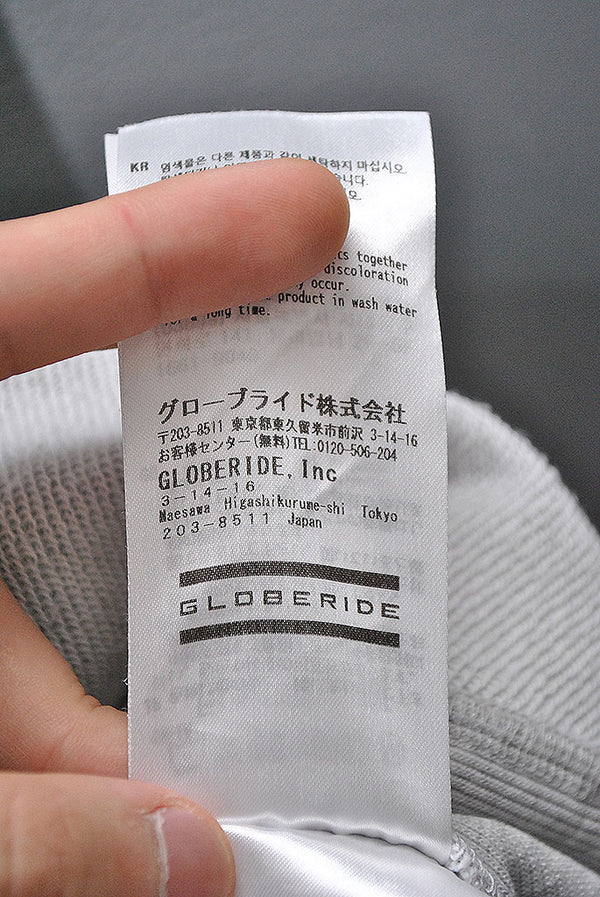 KR 염색물은 다른 제품과 같이 세탁하지 마십시오
together
discoloration
occur.
product in wash water
for a long time.
グローブライド株式会社
〒203-8511 東京都東久留米市前沢 3-14-16
お客様センター(無料)TEL:0120-506-204
GLOBERIDE, Inc
3-14-16
Maesawa Higashikurume-shi Tokyo
203-8511 Japan
GLOBERIDE